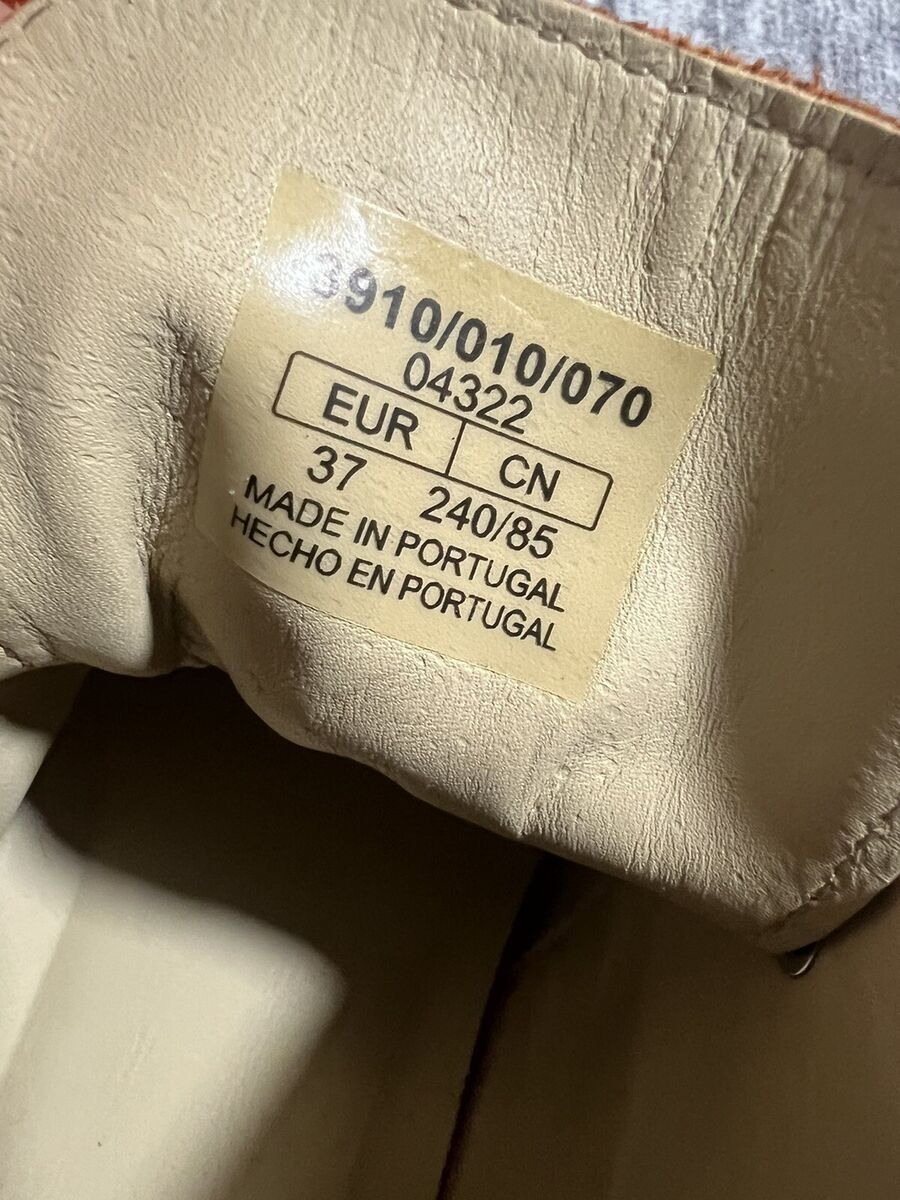 3910/010/070
04322
EUR CN
37 240/85
MADE IN PORTUGAL
HECHO EN PORTUGAL